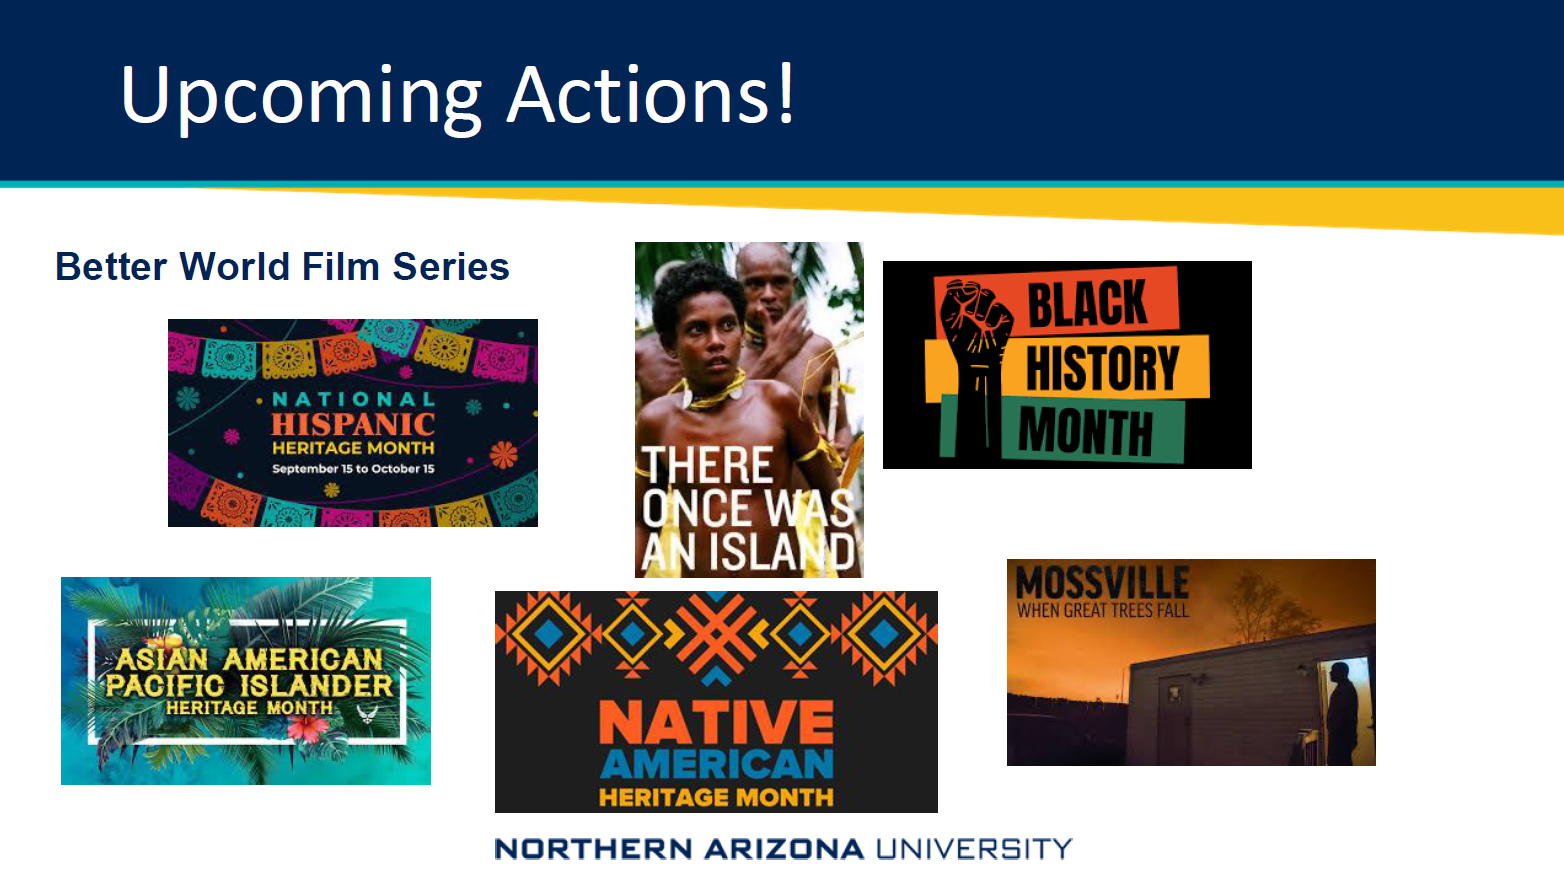 Upcoming Actions!
Better World Film Series
NATIONAL
HISPANIC
HERITAGE MONTH
September 15 to October 15
THERE
ONCE WAS
AN ISLAND
BLACK
HISTORY
MONTH
ASIAN AMERICAN
PACIFIC ISLANDER
HERITAGE MONTH
NATIVE
AMERICAN
HERITAGE MONTH
MOSSVILLE
WHEN GREAT TREES FALL
NORTHERN ARIZONA UNIVERSITY